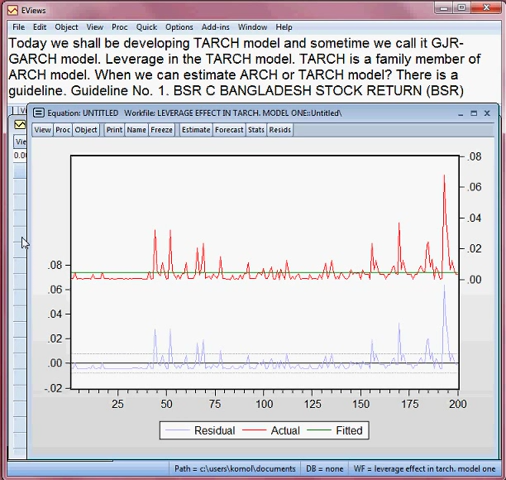 EViews
File Edit Object View Proc Quick Options Add-ins Window Help
Today we shall be developing TARCH model and sometime we call it GJR-
GARCH model. Leverage in the TARCH model. TARCH is a family member of
ARCH model. When we can estimate ARCH or TARCH model? There is a
guideline. Guideline No. 1. BSR C BANGLADESH STOCK RETURN (BSR)
Equation: UNTITLED Workfile: LEVERAGE EFFECT IN TARCH. MODEL ONE::Untitled\
View Proc Object Print Name Freeze Estimate Forecast Stats Resids
.08
.06
.04
.02
.00
.08
.06
.04
.02
.00
-.02
25 50 75 100 125 150 175 200
Residual Actual Fitted
Path = c:\users\komol\documents DB = none WF = leverage effect in tarch. model one